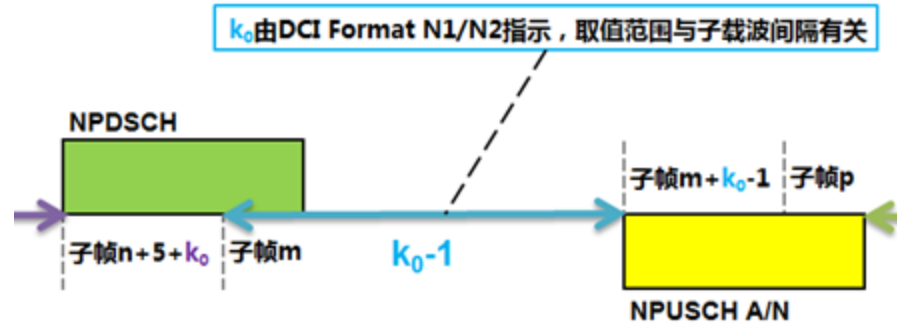 k₀由DCI Format N1/N2指示，取值范围与子载波间隔有关
NPDSCH
子帧m+k₀-1 子帧p
子帧n+5+k₀ 子帧m k₀-1
NPUSCH A/N